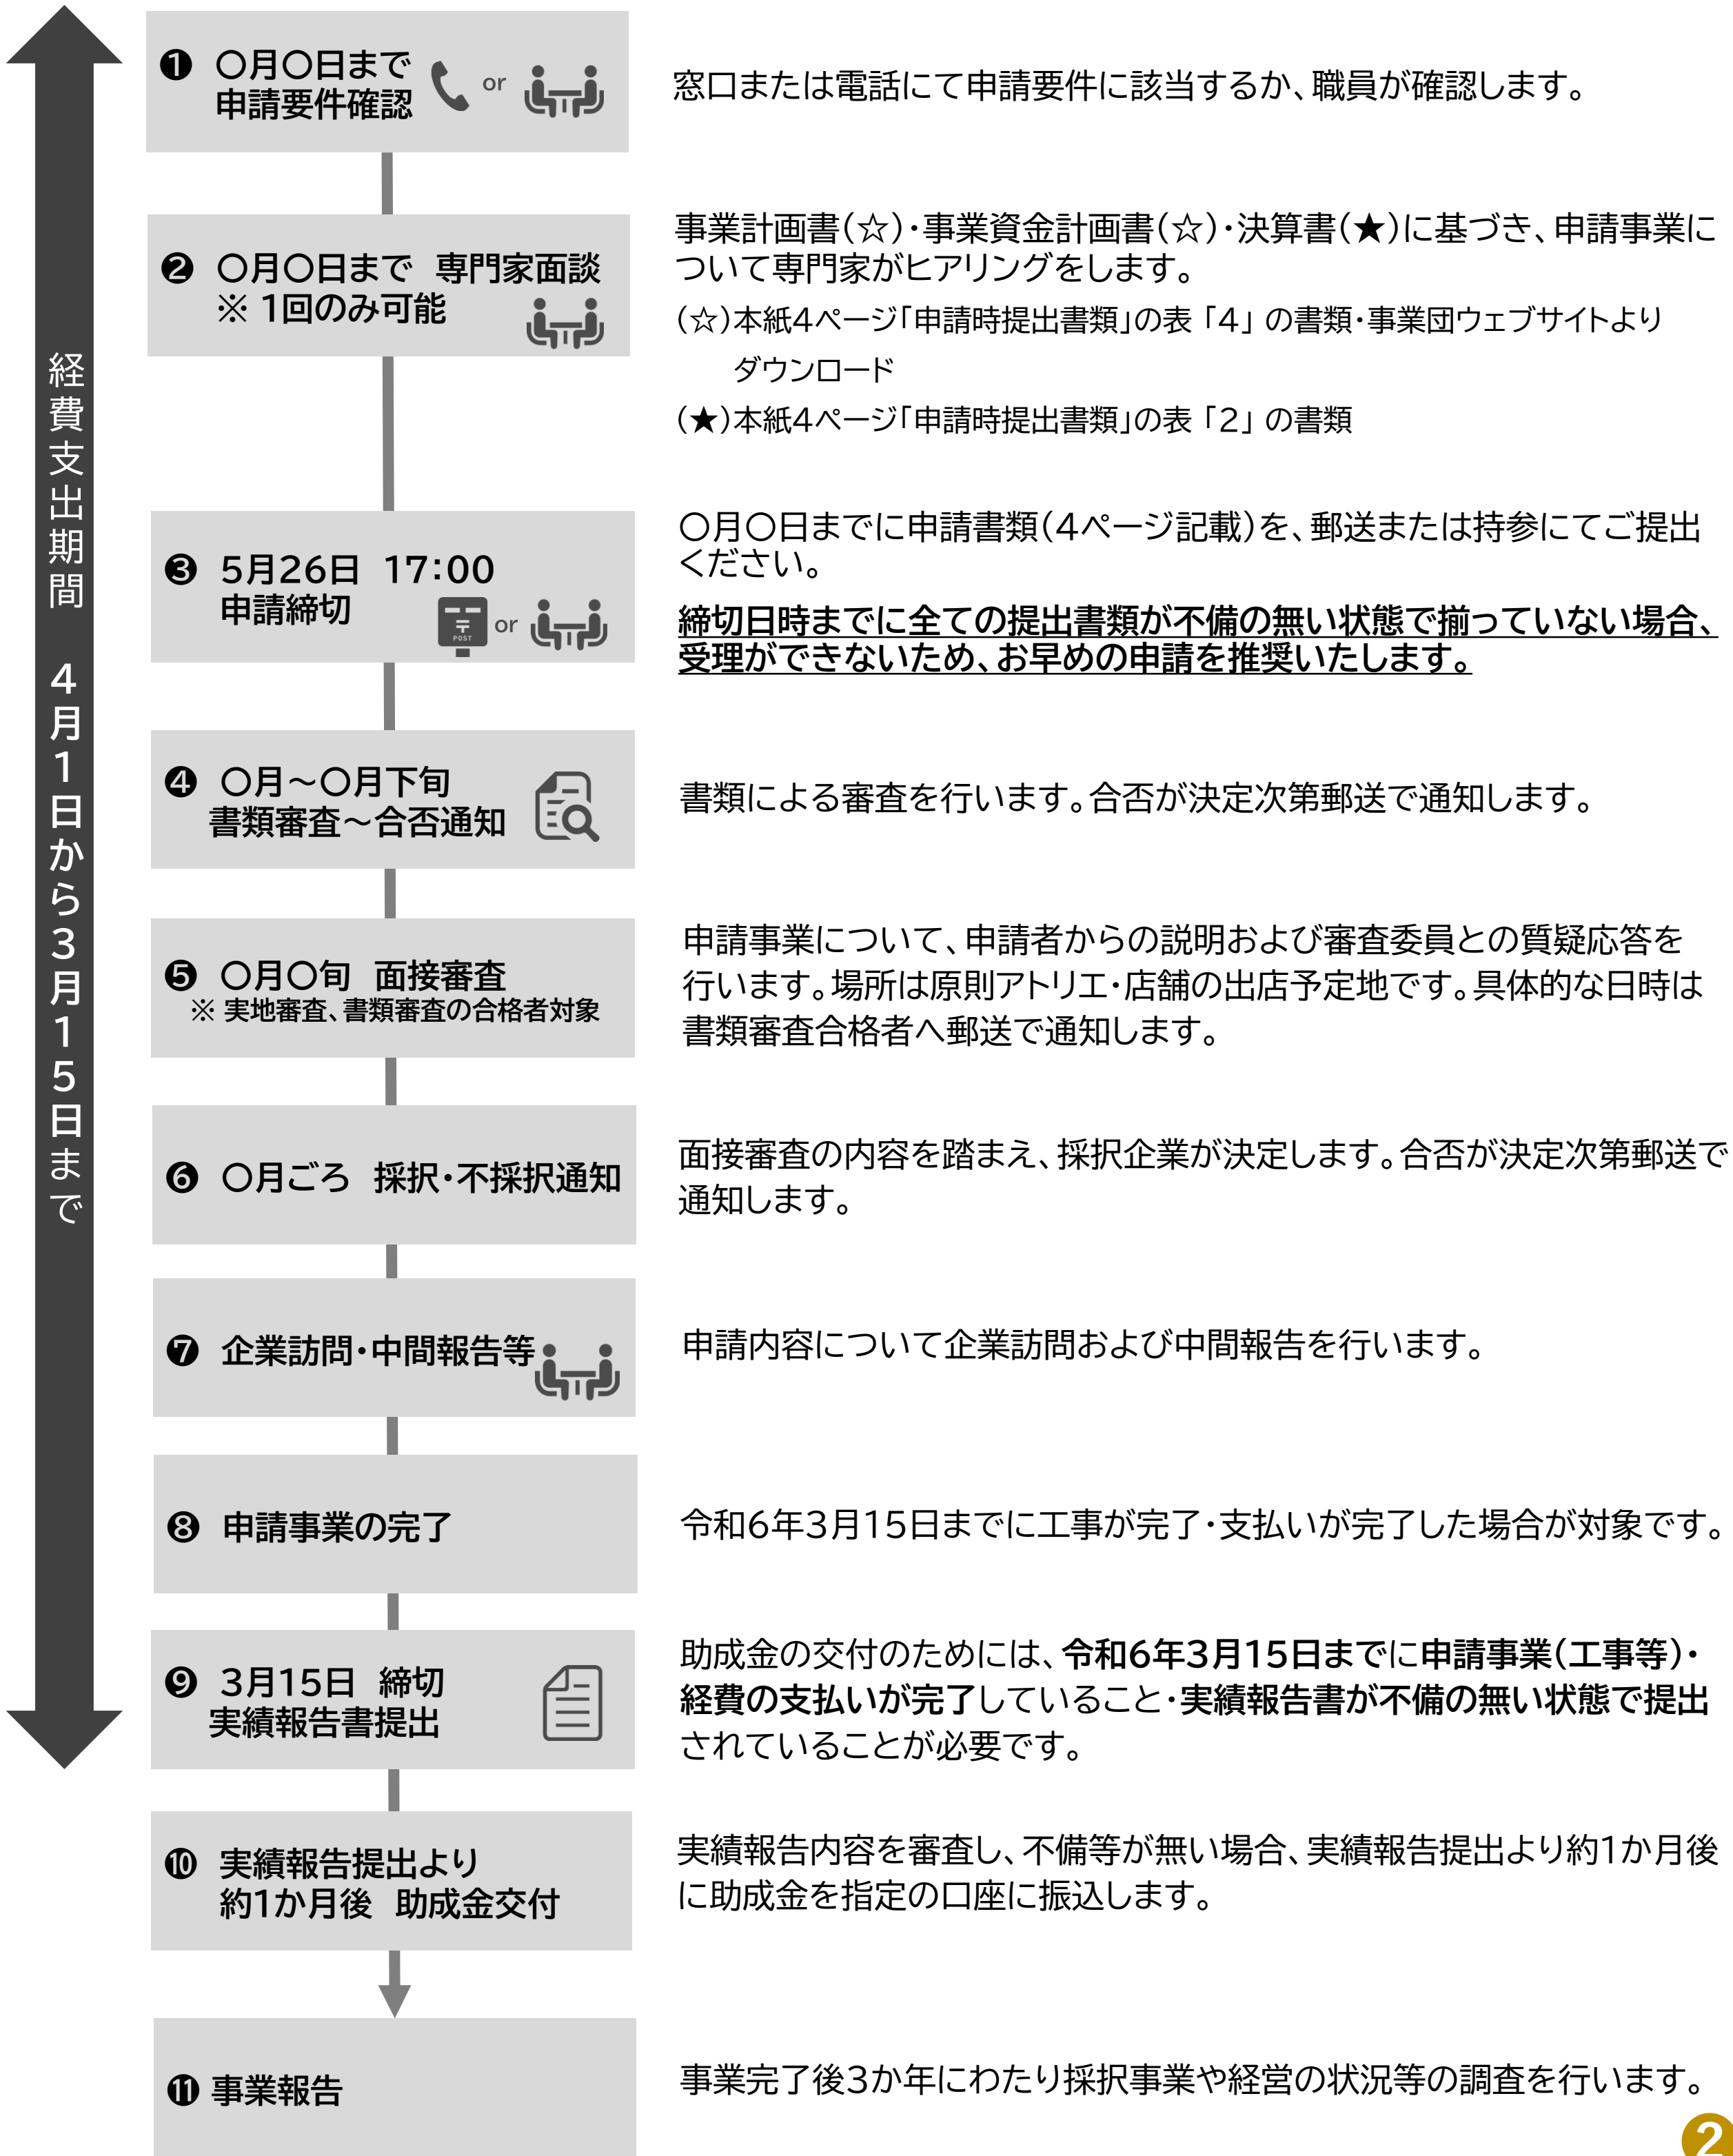 経費支出期間　4月1日から3月15日まで
❶ 〇月〇日まで
申請要件確認
or
窓口または電話にて申請要件に該当するか、職員が確認します。
❷ 〇月〇日まで　専門家面談
※ 1回のみ可能
事業計画書(☆)・事業資金計画書(☆)・決算書(★)に基づき、申請事業に
ついて専門家がヒアリングをします。
(☆)本紙4ページ「申請時提出書類」の表 「4」 の書類・事業団ウェブサイトより
ダウンロード
(★)本紙4ページ「申請時提出書類」の表 「2」 の書類
❸ 5月26日　17:00
申請締切
〒
POST
or
〇月〇日までに申請書類(4ページ記載)を、郵送または持参にてご提出
ください。
締切日時までに全ての提出書類が不備の無い状態で揃っていない場合、
受理ができないため、お早めの申請を推奨いたします。
❹ 〇月～〇月下旬
書類審査～合否通知
書類による審査を行います。合否が決定次第郵送で通知します。
❺ 〇月〇旬　面接審査
※ 実地審査、書類審査の合格者対象
申請事業について、申請者からの説明および審査委員との質疑応答を
行います。場所は原則アトリエ・店舗の出店予定地です。具体的な日時は
書類審査合格者へ郵送で通知します。
❻ 〇月ごろ　採択・不採択通知
面接審査の内容を踏まえ、採択企業が決定します。合否が決定次第郵送で
通知します。
❼ 企業訪問・中間報告等
申請内容について企業訪問および中間報告を行います。
❽ 申請事業の完了
令和6年3月15日までに工事が完了・支払いが完了した場合が対象です。
❾ 3月15日　締切
実績報告書提出
助成金の交付のためには、令和6年3月15日までに申請事業(工事等)・
経費の支払いが完了していること・実績報告書が不備の無い状態で提出
されていることが必要です。
❿ 実績報告提出より
約1か月後　助成金交付
実績報告内容を審査し、不備等が無い場合、実績報告提出より約1か月後
に助成金を指定の口座に振込します。
⓫ 事業報告
事業完了後3か年にわたり採択事業や経営の状況等の調査を行います。
2